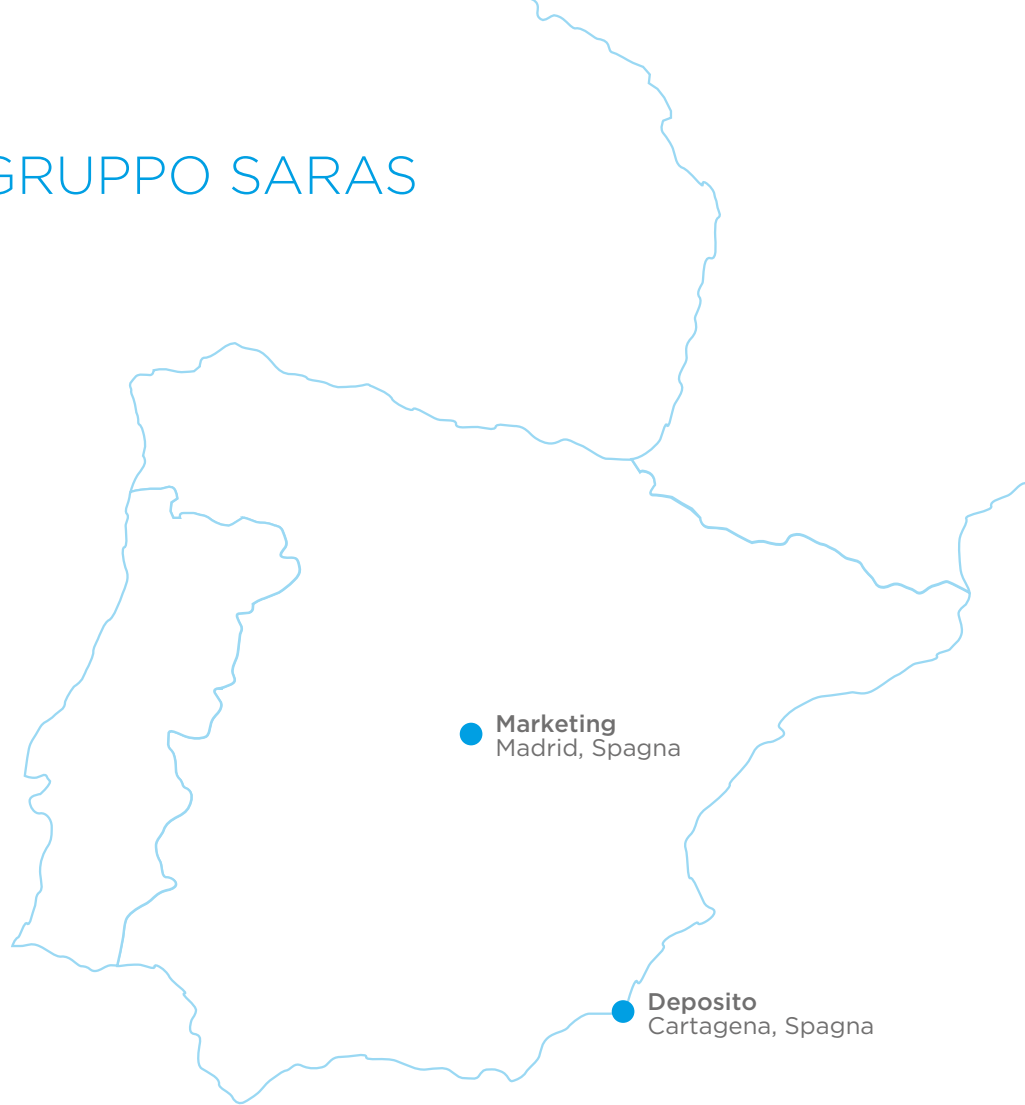 GRUPPO SARAS
Marketing
Madrid, Spagna
Deposito
Cartagena, Spagna